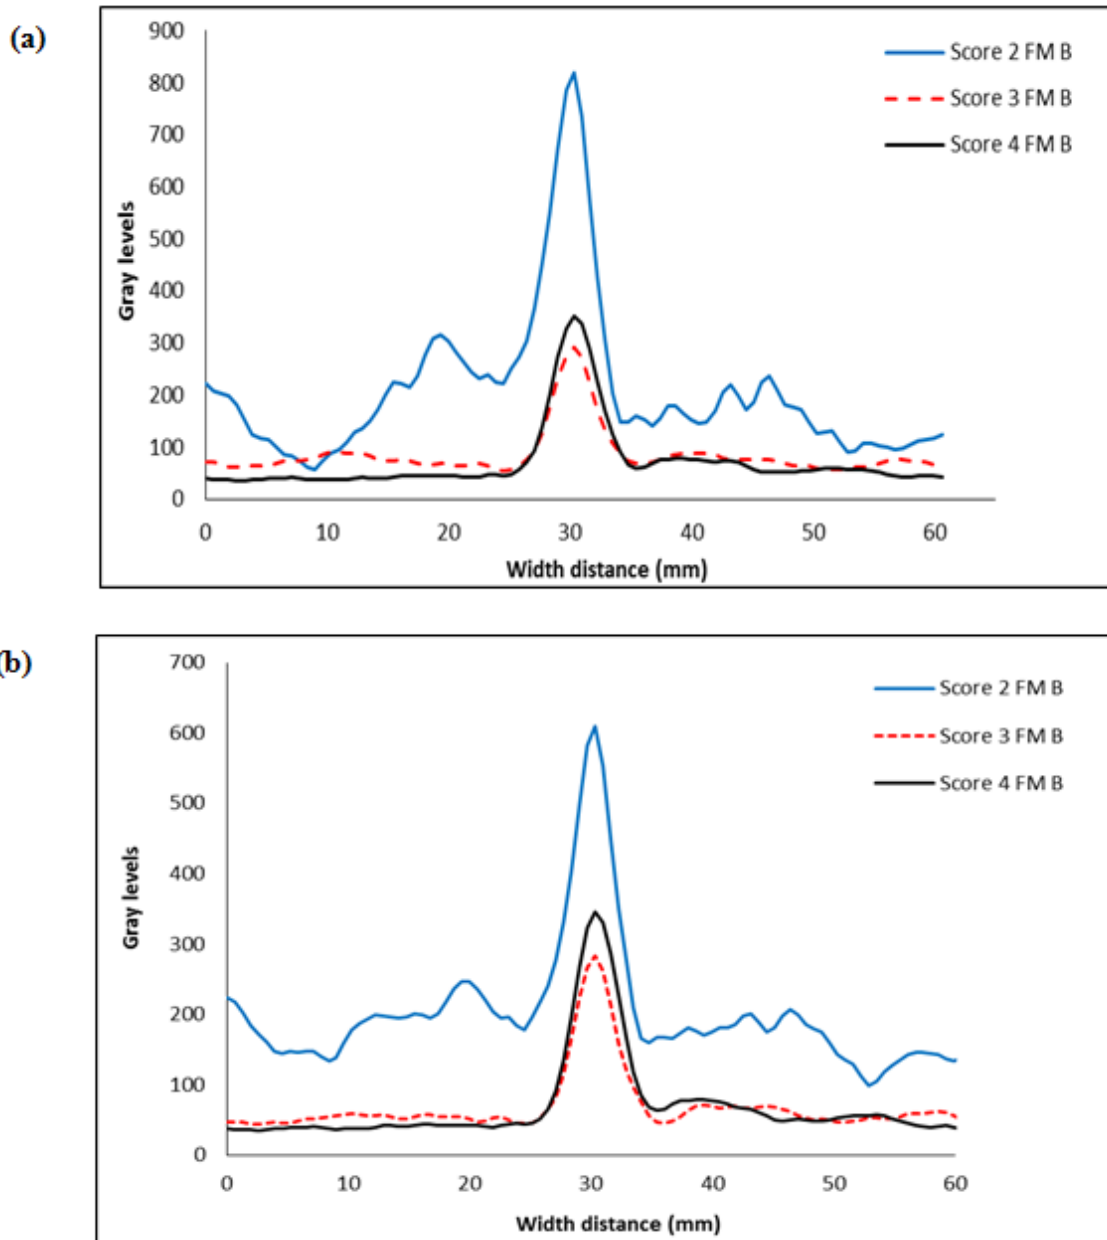 (a)
900
800
700
600
500
400
300
200
100
0
Gray levels
0 10 20 30 40 50 60
Width distance (mm)
Score 2 FM B
Score 3 FM B
Score 4 FM B
(b)
700
600
500
400
300
200
100
0
Gray levels
0 10 20 30 40 50 60
Width distance (mm)
Score 2 FM B
Score 3 FM B
Score 4 FM B